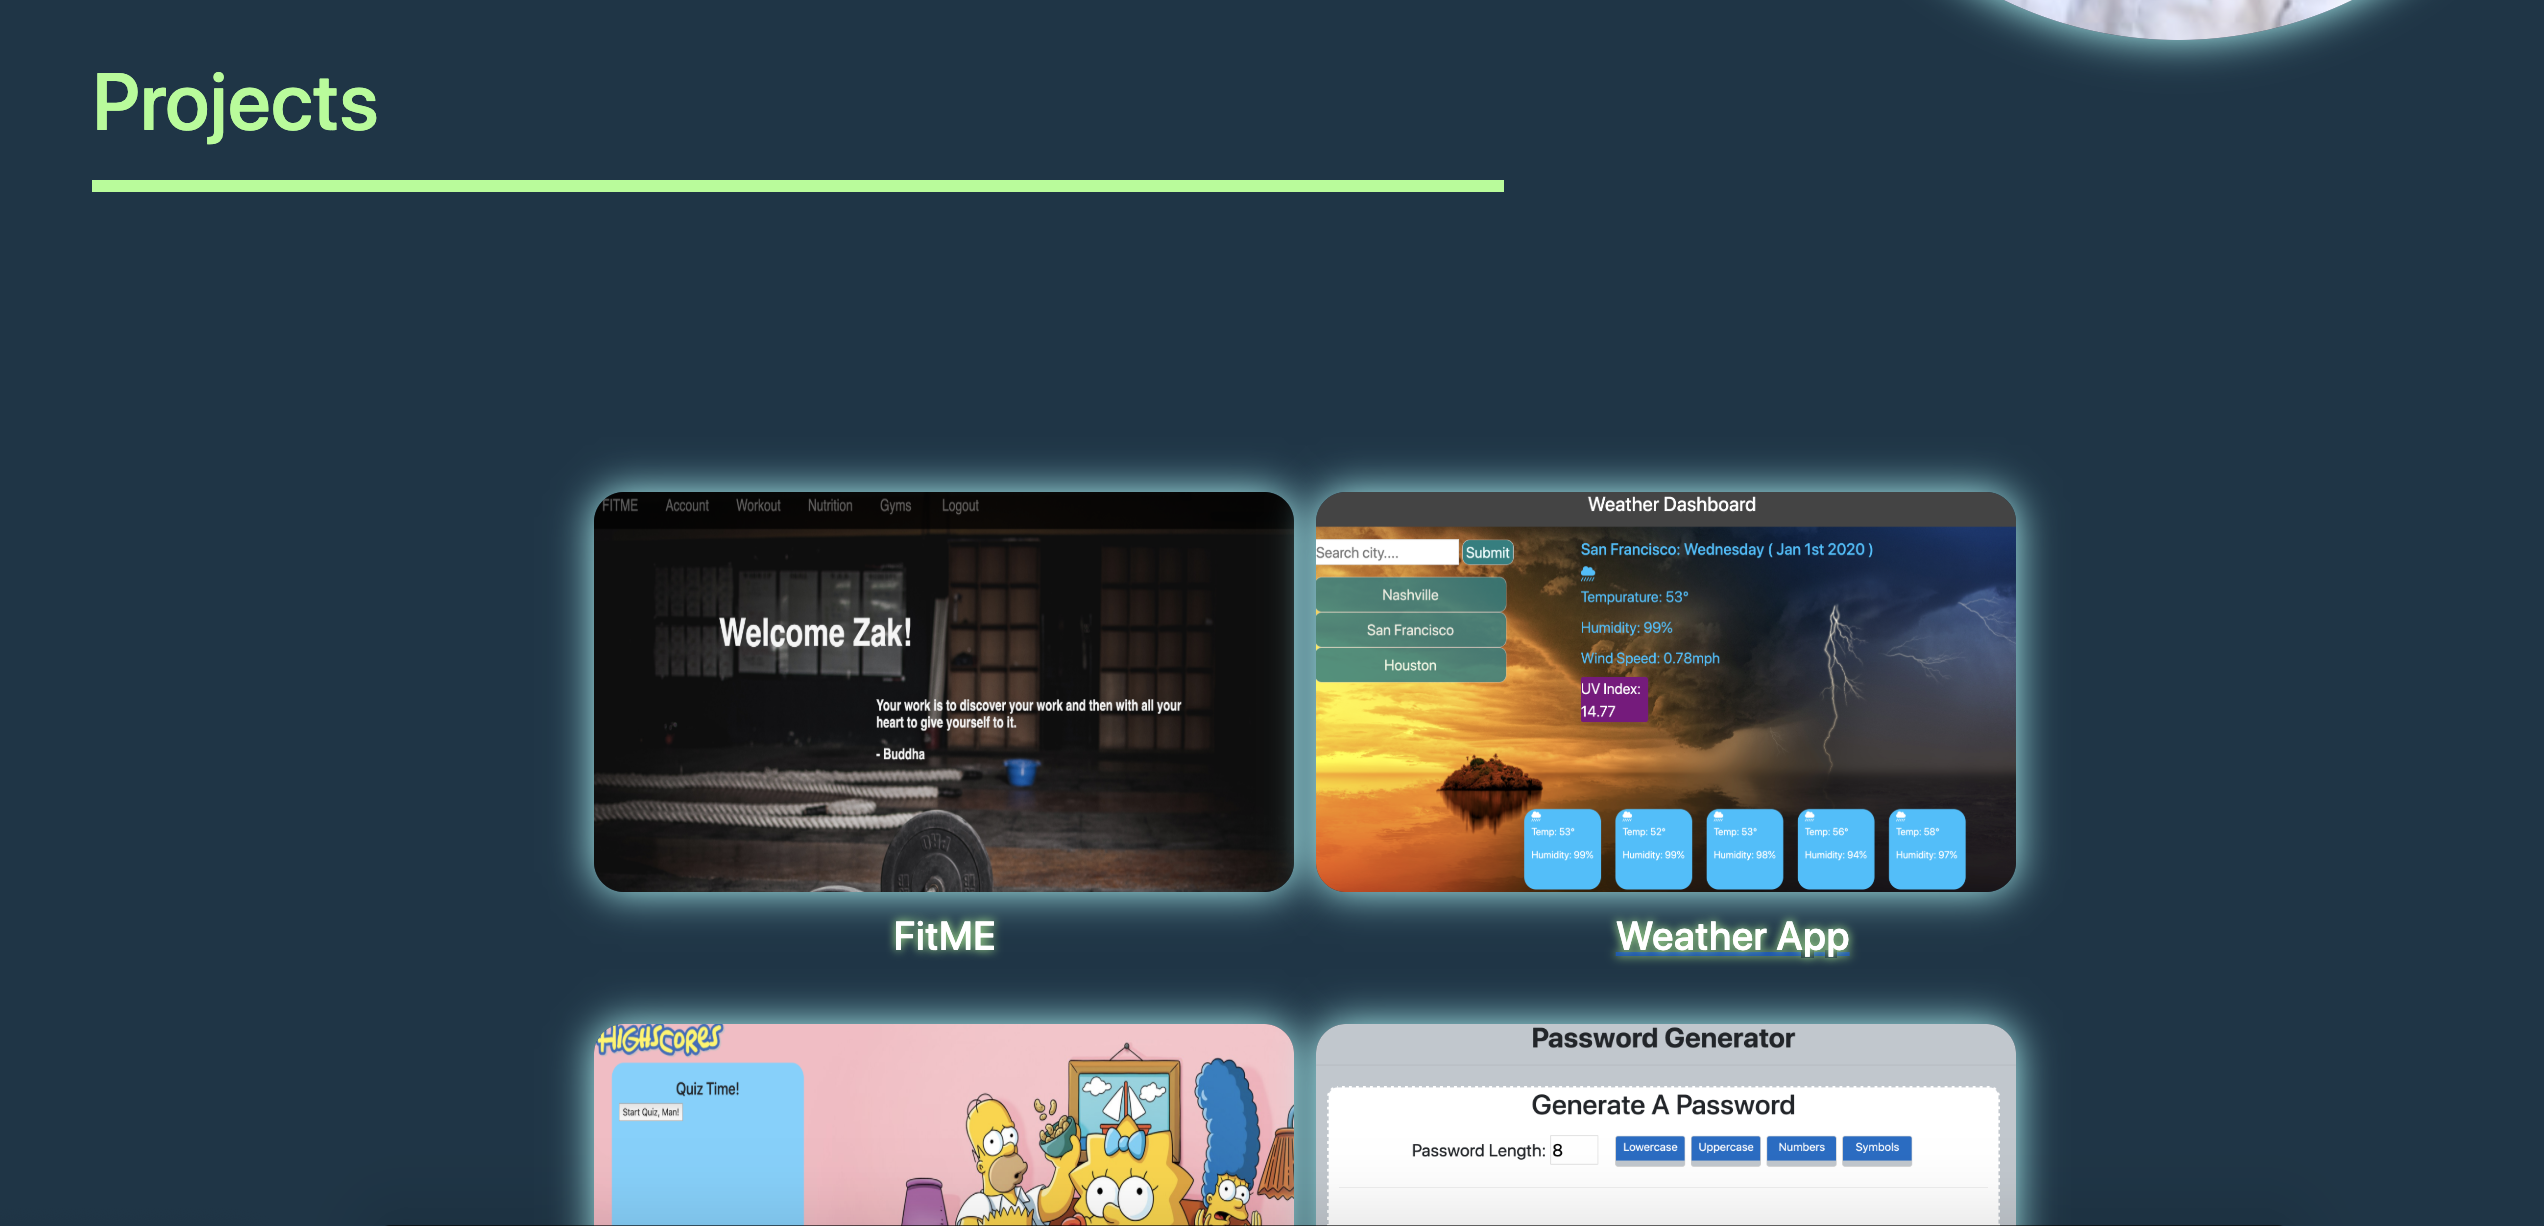 Projects
FITME Account Workout Nutrition Gyms Logout
Welcome Zak!
Your work is to discover your work and then with all your
heart to give yourself to it.
- Buddha
FitME
Weather Dashboard
Search city.... Submit
Nashville
San Francisco
Houston
San Francisco: Wednesday ( Jan 1st 2020 )
Tempurature: 53°
Humidity: 99%
Wind Speed: 0.78mph
UV Index:
14.77
Temp: 53° Temp: 52° Temp: 53° Temp: 56° Temp: 58°
Humidity: 99% Humidity: 99% Humidity: 98% Humidity: 94% Humidity: 97%
Weather App
HIGHSCORES
Quiz Time!
Start Quiz, Man!
Password Generator
Generate A Password
Password Length: 8 Lowercase Uppercase Numbers Symbols